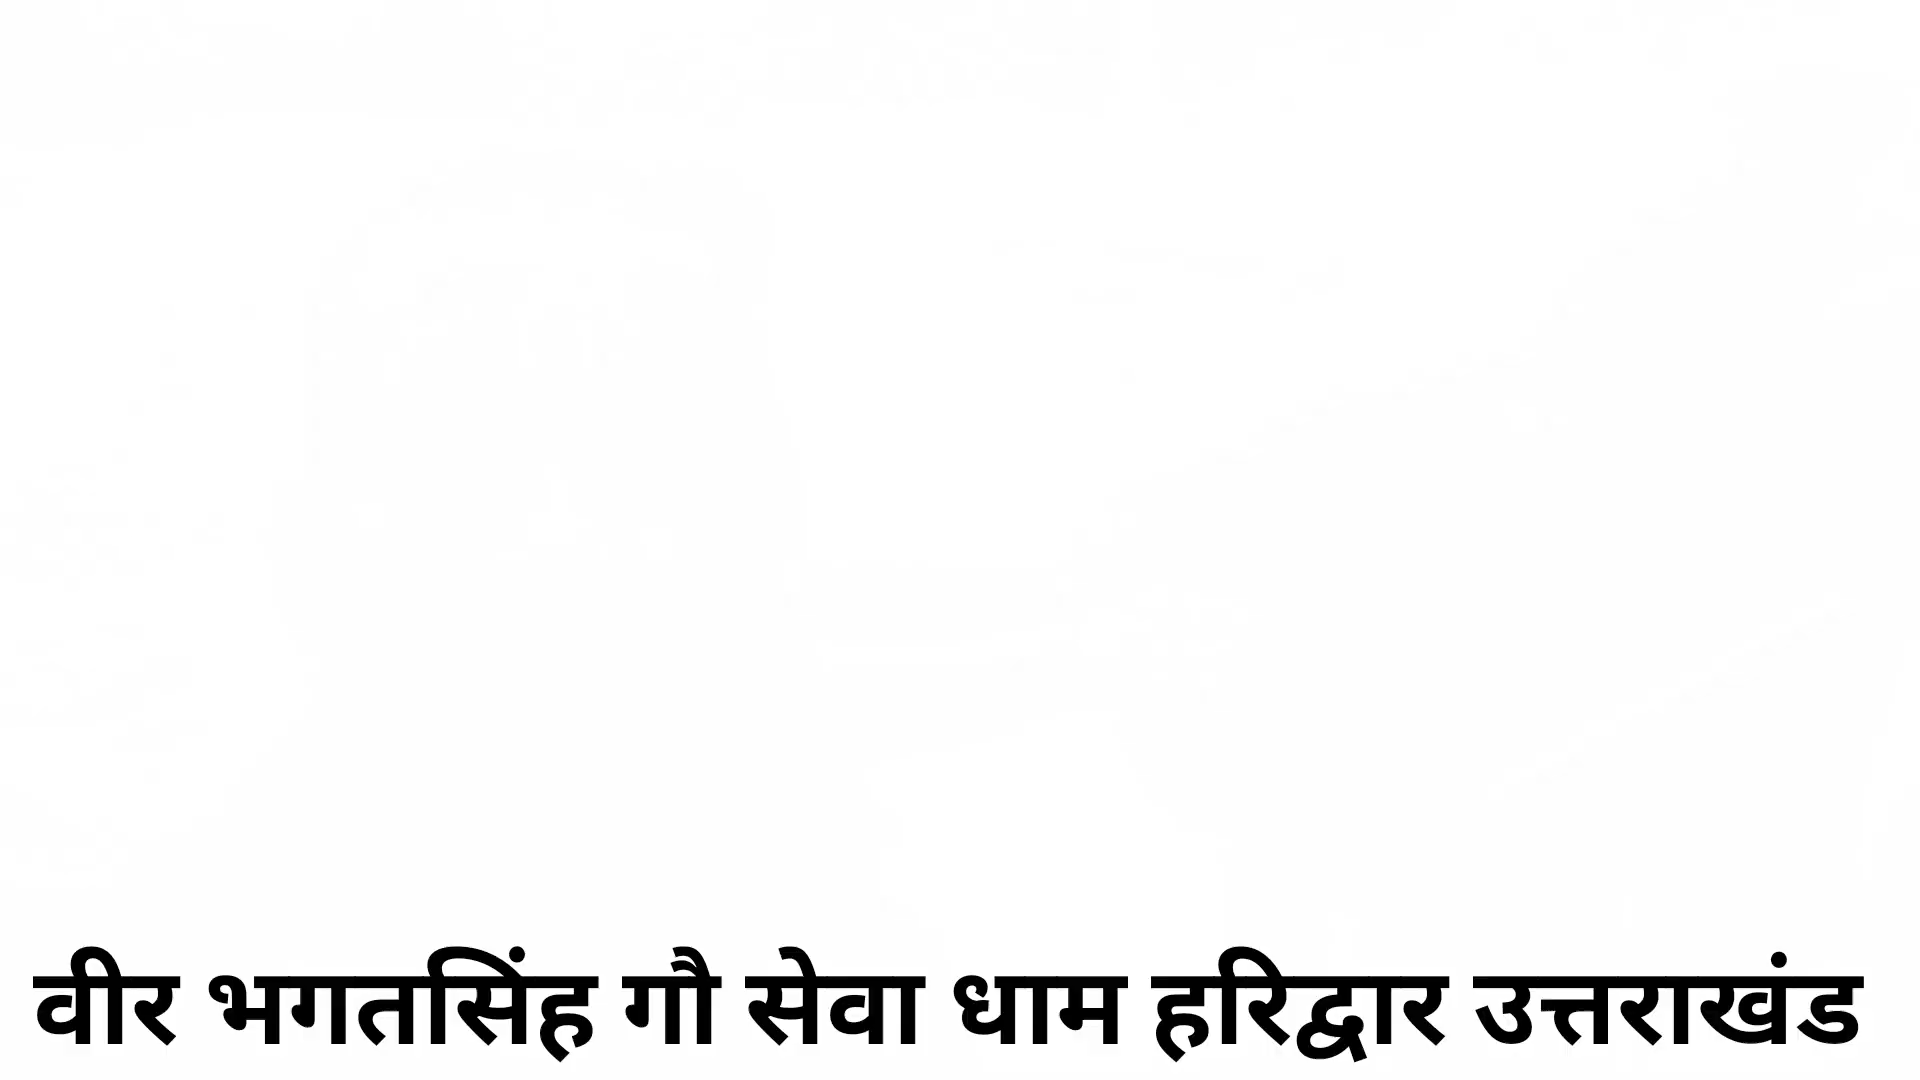 वीर भगतसिंह गौ सेवा धाम हरिद्वार उत्तराखंड